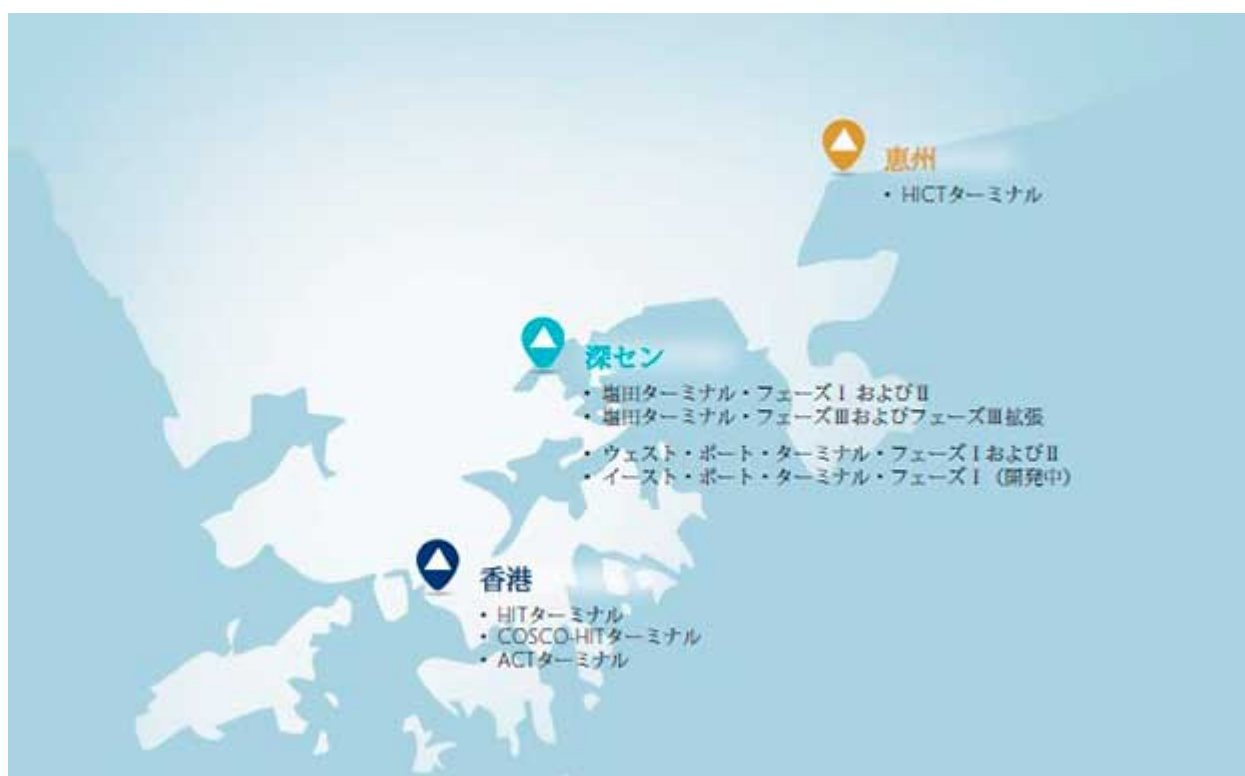 惠州
• HICTターミナル
深セン
• 塩田ターミナル・フェーズⅠ およびⅡ
• 塩田ターミナル・フェーズⅢおよびフェーズⅢ拡張
• ウェスト・ポート・ターミナル・フェーズⅠおよびⅡ
• イースト・ポート・ターミナル・フェーズⅠ（開発中）
香港
• HITターミナル
• COSCO-HITターミナル
• ACTターミナル